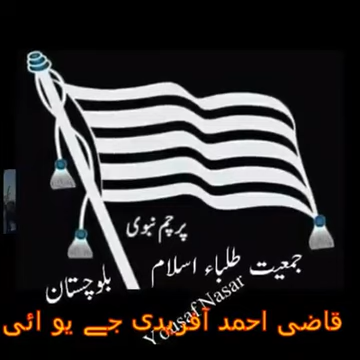 پرچم نبوی
جمعیت طلباء اسلام
بلوچستان
Yousaf Nasar
قاضی احمد آفریدی جے یو ائی